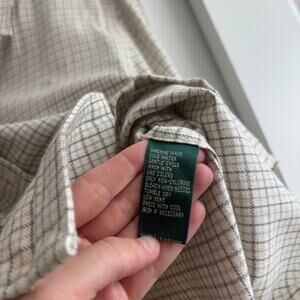 MACHINE WASH
COLD WATER
GENTLE CYCLE
WASH WITH
LIKE COLORS
ONLY NON-CHLORINE
BLEACH WHEN NEEDED
TUMBLE DRY
LOW HEAT
PRESS WITH COOL
IRON IF NECESSARY